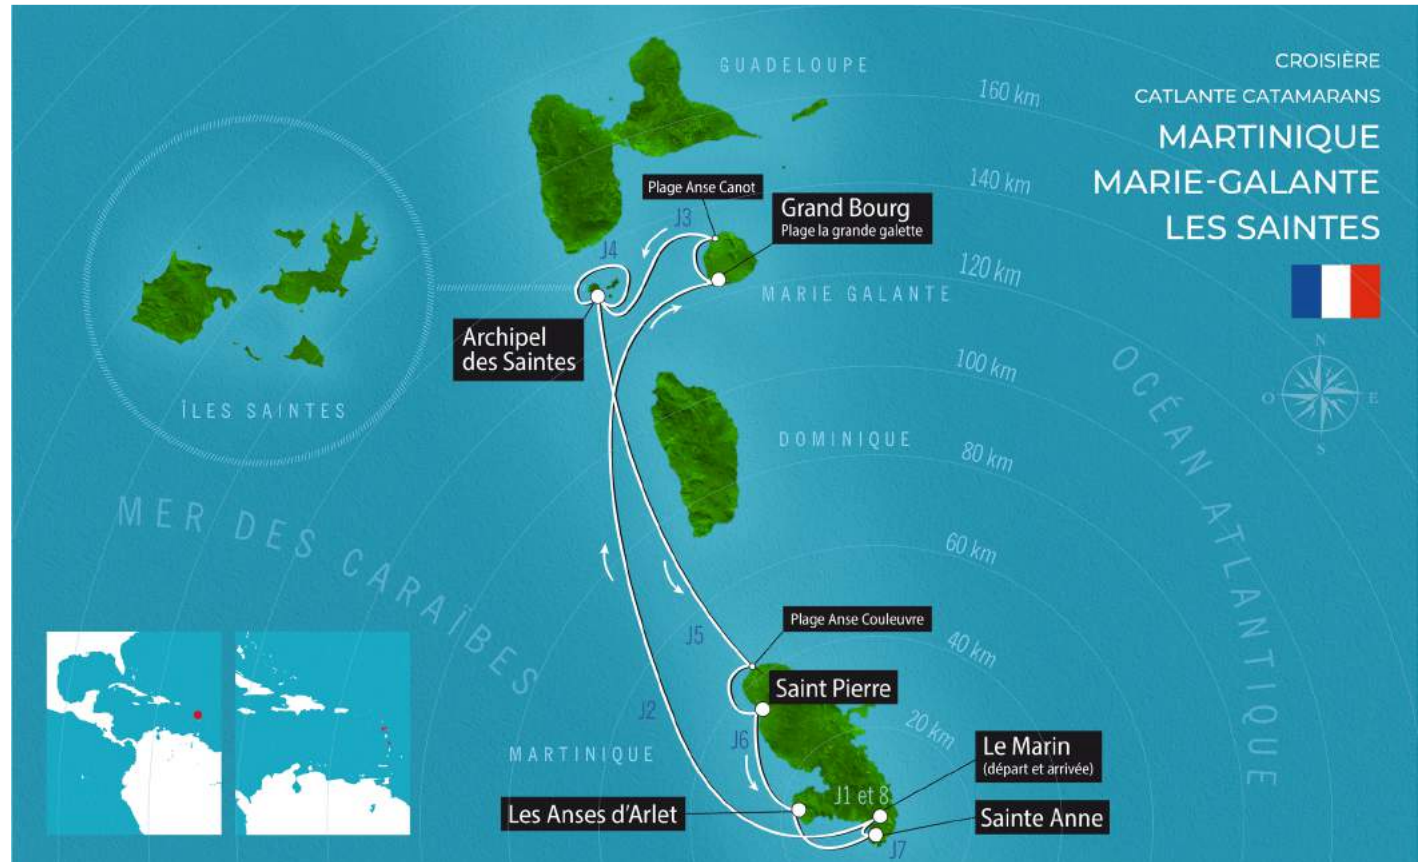 CROISIÈRE
CATLANTE CATAMARANS
MARTINIQUE
MARIE-GALANTE
LES SAINTES
GUADELOUPE
160 km
140 km
120 km
100 km
80 km
60 km
40 km
20 km
Plage Anse Canot
Grand Bourg
Plage la grande galette
J3
J4
MARIE GALANTE
Archipel
des Saintes
ÎLES SAINTES
DOMINIQUE
N
O
E
S
OCÉAN ATLANTIQUE
MER DES CARAÏBES
Plage Anse Couleuvre
J5
Saint Pierre
J2
J6
MARTINIQUE
Le Marin
(départ et arrivée)
J1 et 8
Les Anses d'Arlet
Sainte Anne
J7